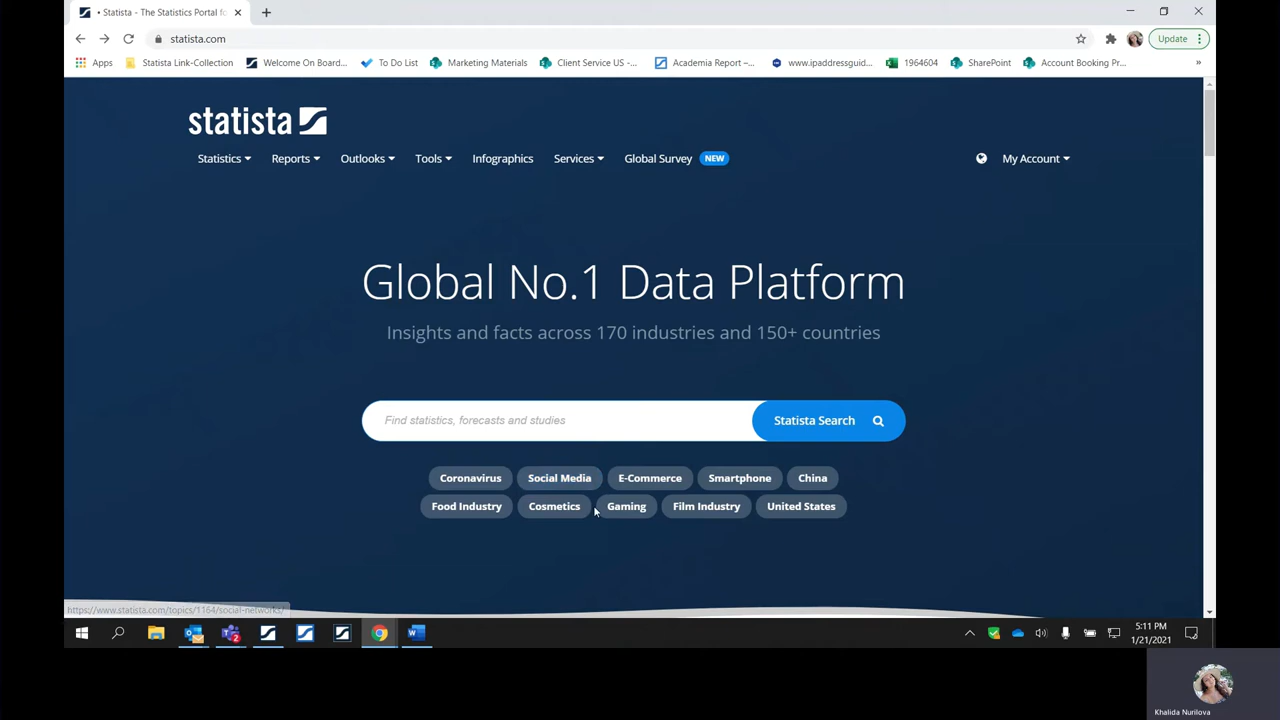 • Statista - The Statistics Portal fo
statista.com
Update
Apps
Statista Link-Collection
Welcome On Board...
To Do List
Marketing Materials
Client Service US -...
Academia Report –...
www.ipaddressguid...
1964604
SharePoint
Account Booking Pr...
»
statista
Statistics
Reports
Outlooks
Tools
Infographics
Services
Global Survey
NEW
My Account
Global No.1 Data Platform
Insights and facts across 170 industries and 150+ countries
Find statistics, forecasts and studies
Statista Search
Coronavirus
Social Media
E-Commerce
Smartphone
China
Food Industry
Cosmetics
Gaming
Film Industry
United States
https://www.statista.com/topics/1164/social-networks/
2
5:11 PM
1/21/2021
Khalida Nurilova